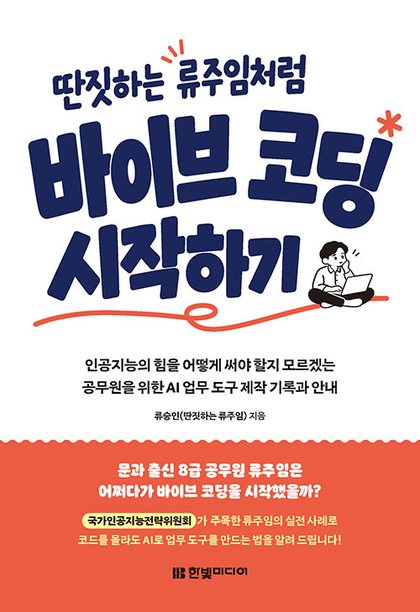 딴짓하는 류주임처럼
바이브 코딩
시작하기
인공지능의 힘을 어떻게 써야 할지 모르겠는
공무원을 위한 AI 업무 도구 제작 기록과 안내
류승인(딴짓하는 류주임) 지음
문과 출신 8급 공무원 류주임은
어쩌다가 바이브 코딩을 시작했을까?
국가인공지능전략위원회가 주목한 류주임의 실전 사례로
코드를 몰라도 AI로 업무 도구를 만드는 법을 알려 드립니다!
한빛미디어